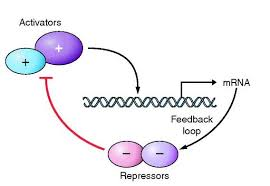 Activators
+
+
mRNA
Feedback
loop
− −
Repressors